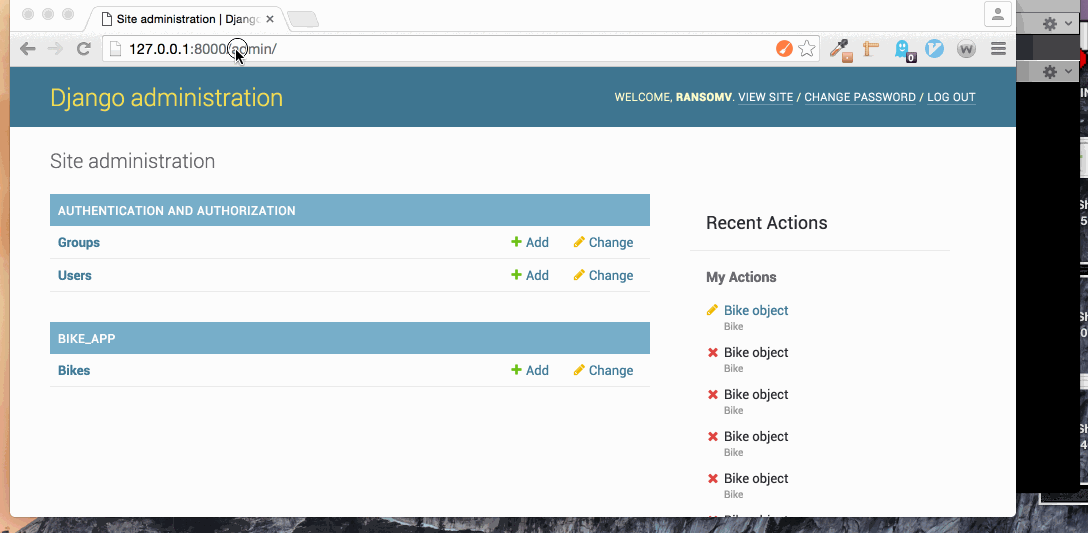 Site administration | Djang
127.0.0.1:8000/admin/
0
W
Django administration
WELCOME, RANSOMV. VIEW SITE / CHANGE PASSWORD / LOG OUT
Site administration
AUTHENTICATION AND AUTHORIZATION
Groups Add Change
Users Add Change
BIKE_APP
Bikes Add Change
Recent Actions
My Actions
Bike object
Bike
Bike object
Bike
Bike object
Bike
Bike object
Bike
Bike object
Bike